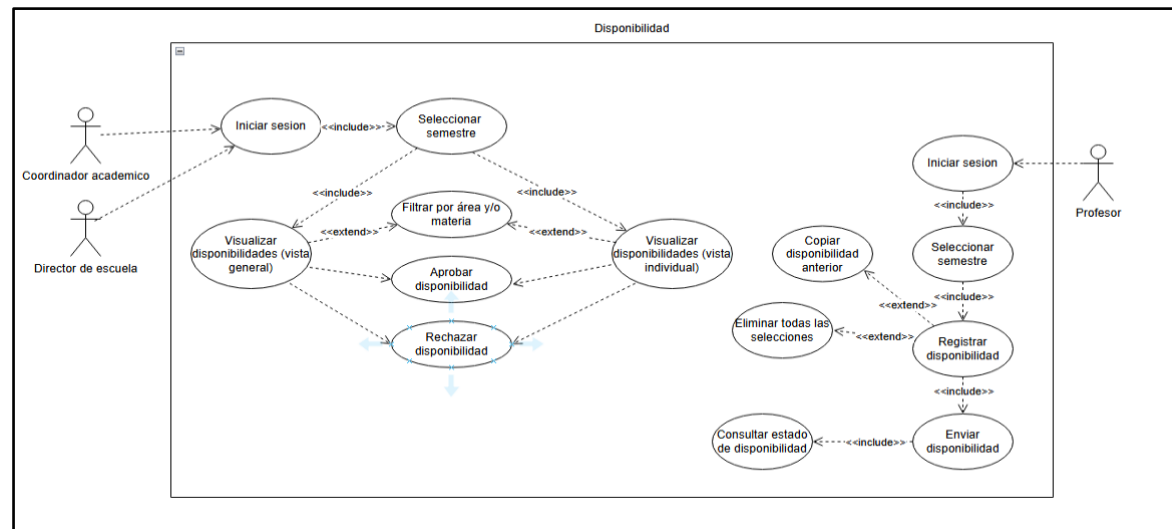 Disponibilidad
Iniciar sesion
<<include>>
Seleccionar
semestre
Coordinador academico
Director de escuela
<<include>>
<<include>>
Filtrar por área y/o
materia
<<extend>>
<<extend>>
Visualizar
disponibilidades (vista
general)
Visualizar
disponibilidades (vista
individual)
Aprobar
disponibilidad
Rechazar
disponibilidad
Iniciar sesion
Profesor
<<include>>
Seleccionar
semestre
Copiar
disponibilidad
anterior
<<include>>
<<extend>>
Eliminar todas las
selecciones
<<extend>>
Registrar
disponibilidad
<<include>>
Consultar estado
de disponibilidad
<<include>>
Enviar
disponibilidad